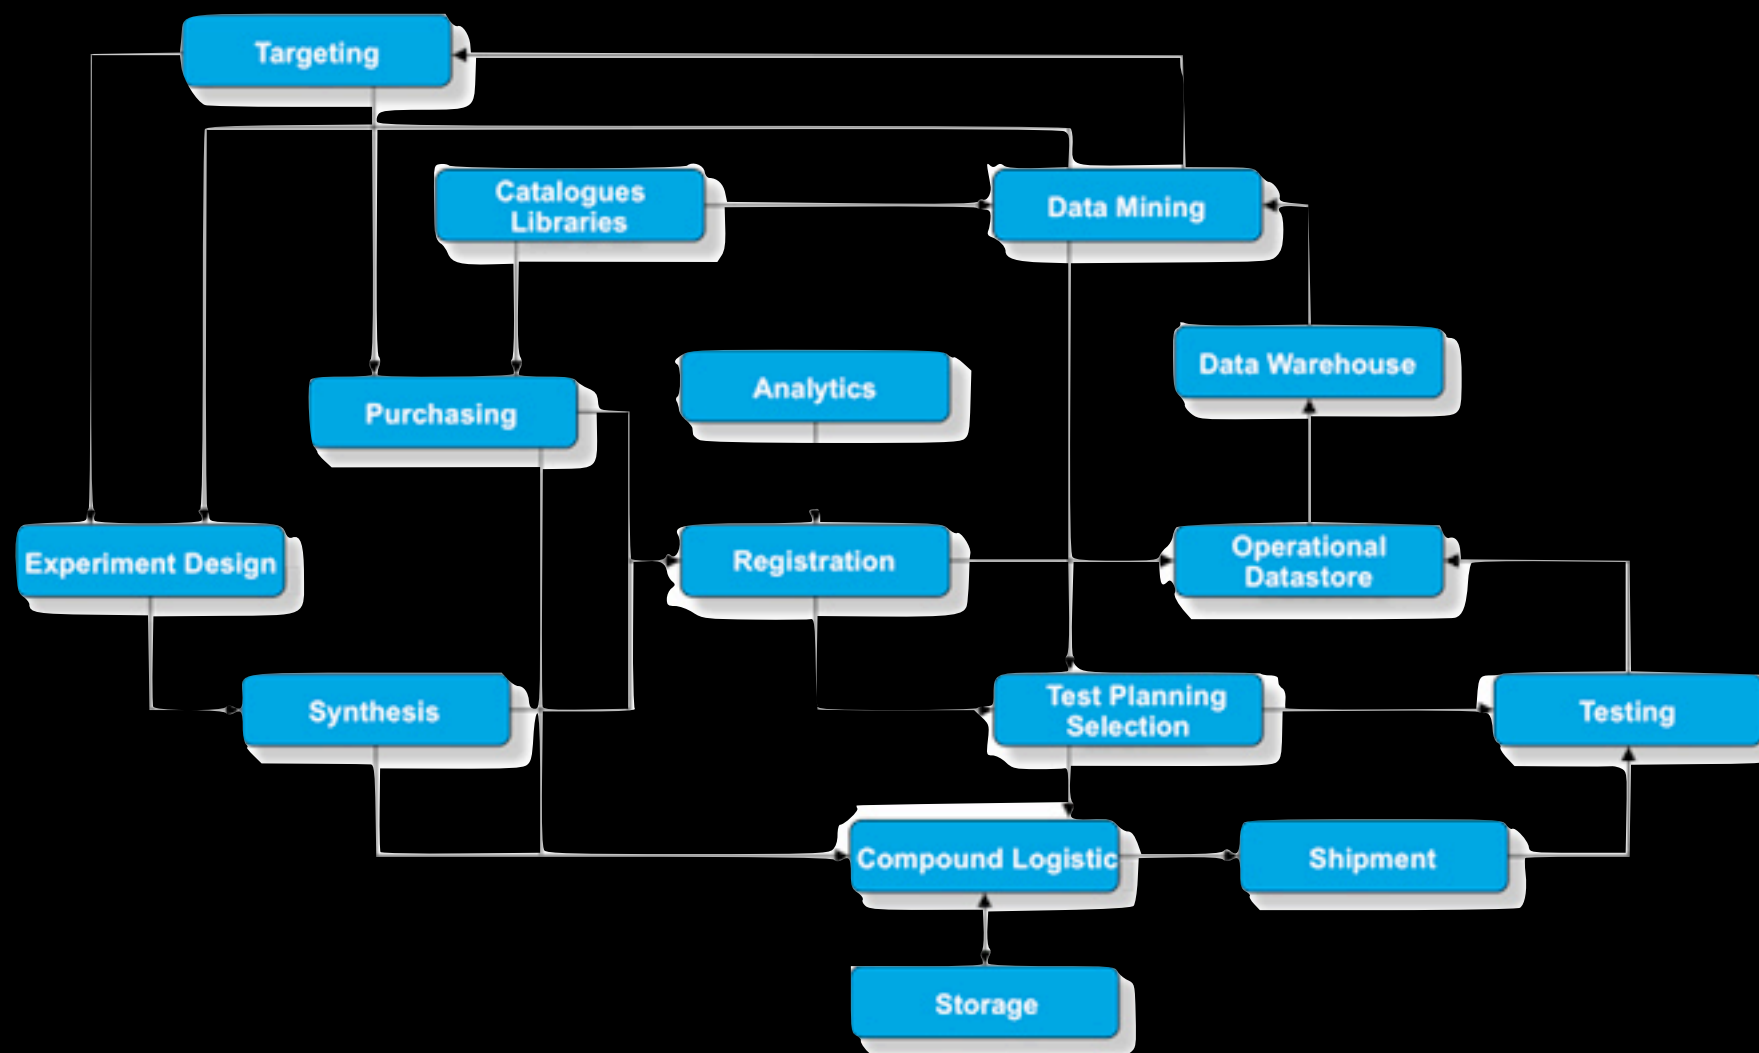 Targeting
Catalogues
Libraries
Data Mining
Data Warehouse
Analytics
Purchasing
Experiment Design
Registration
Operational
Datastore
Synthesis
Test Planning
Selection
Testing
Compound Logistic
Shipment
Storage